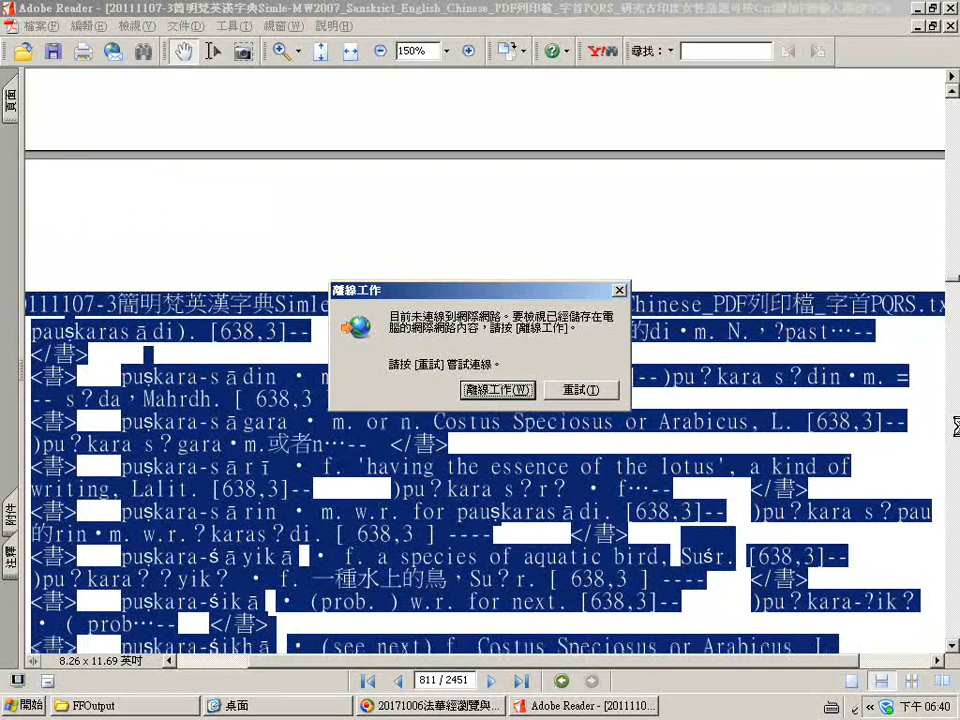 Adobe Reader - [20111107-3簡明梵英漢字典Simle-MW2007_Sanskrict_English_Chinese_PDF列印檔_字首PQRS_
檔案(F) 編輯(E) 檢視(V) 文件(D) 工具(T) 視窗(W) 說明(H)
150% 尋找:
頁面
111107-3簡明梵英漢字典Simle
hinese_PDF列印檔_字首PQRS.tx
pauṣkarasādi). [638,3]--
的di‧m. N.,?past…--
</書>
<書> puṣkara-sādin ‧
--)pu?kara s?din‧m. =
-- s?da,Mahrdh. [ 638,3
<書> puṣkara-sāgara ‧ m. or n. Costus Speciosus or Arabicus, L. [638,3]--
)pu?kara s?gara‧m.或者n…-- </書>
<書> puṣkara-sārī ‧ f. 'having the essence of the lotus', a kind of
writing, Lalit. [638,3]-- )pu?kara s?r? ‧ f…-- </書>
<書> puṣkara-sārin ‧ m. w.r. for pauṣkarasādi. [638,3]-- )pu?kara s?pau
的rin‧m. w.r.?karas?di. [ 638,3 ] ---- </書>
<書> puṣkara-śāyikā ‧ f. a species of aquatic bird, Suśr. [638,3]--
)pu?kara??yik? ‧ f. 一種水上的鳥,Su?r. [ 638,3 ] ---- </書>
<書> puṣkara-śikā ‧ (prob. ) w.r. for next. [638,3]-- )pu?kara-?ik?
‧ ( prob…-- </書>
<書> puṣkara-śikhā ‧ (see next) f. Costus Speciosus or Arabicus, L.
離線工作
目前未連線到網際網路。要檢視已經儲存在電
腦的網際網路內容,請按 [離線工作]。
請按 [重試] 嘗試連線。
離線工作(W) 重試(T)
附件
注釋
8.26 x 11.69 英吋
811 / 2451
開始 FFOutput 桌面 20171006法華經瀏覽與... Adobe Reader - [2011110... 下午 06:40